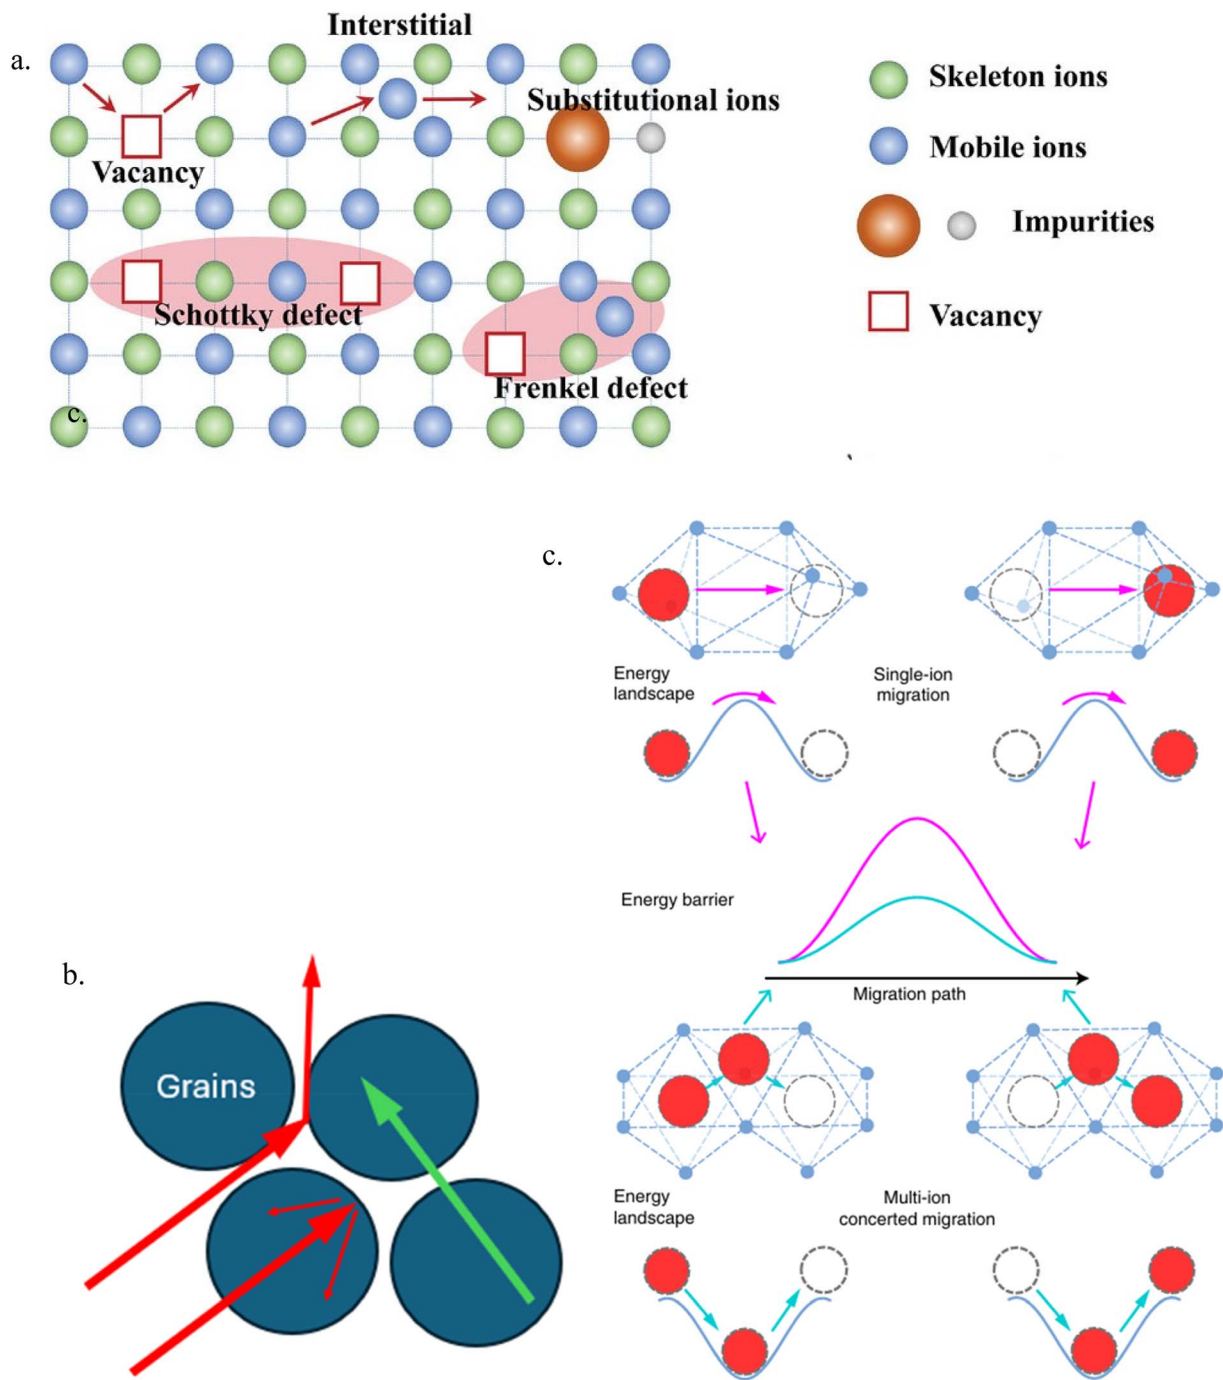 a.
Interstitial
Substitutional ions
Vacancy
Schottky defect
Frenkel defect
c.
Skeleton ions
Mobile ions
Impurities
Vacancy
c.
Energy
landscape
Single-ion
migration
Energy barrier
Migration path
b.
Grains
Energy
landscape
Multi-ion
concerted migration